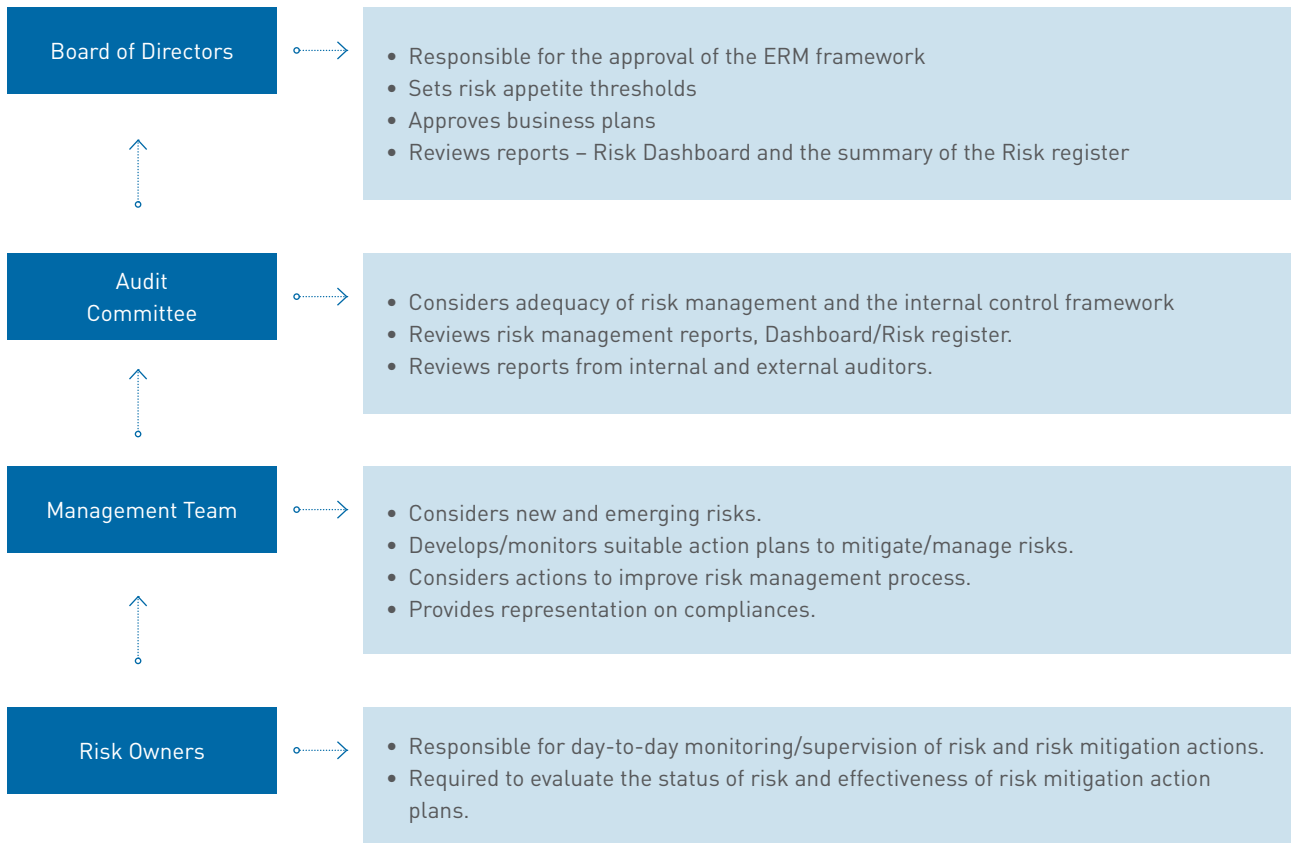 Board of Directors
• Responsible for the approval of the ERM framework
• Sets risk appetite thresholds
• Approves business plans
• Reviews reports – Risk Dashboard and the summary of the Risk register
Audit
Committee
• Considers adequacy of risk management and the internal control framework
• Reviews risk management reports, Dashboard/Risk register.
• Reviews reports from internal and external auditors.
Management Team
• Considers new and emerging risks.
• Develops/monitors suitable action plans to mitigate/manage risks.
• Considers actions to improve risk management process.
• Provides representation on compliances.
Risk Owners
• Responsible for day-to-day monitoring/supervision of risk and risk mitigation actions.
• Required to evaluate the status of risk and effectiveness of risk mitigation action
plans.